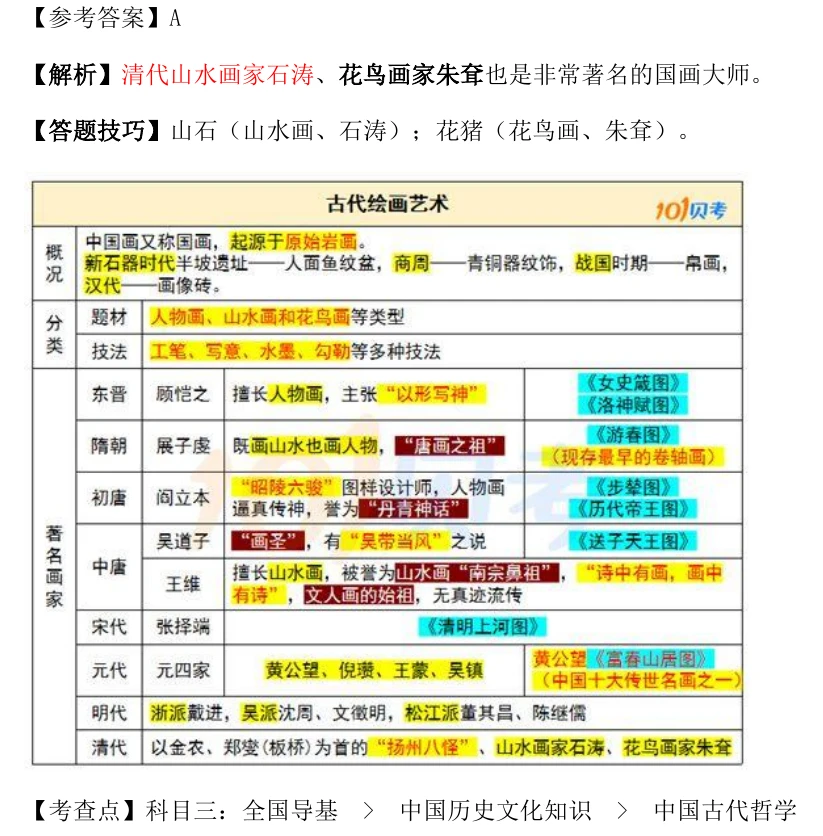 【参考答案】A
【解析】清代山水画家石涛、花鸟画家朱耷也是非常著名的国画大师。
【答题技巧】山石（山水画、石涛）；花猪（花鸟画、朱耷）。
古代绘画艺术
101贝考
概况
中国画又称国画，起源于原始岩画。
新石器时代半坡遗址——人面鱼纹盆，商周——青铜器纹饰，战国时期——帛画，
汉代——画像砖。
分类
题材 人物画、山水画和花鸟画等类型
技法 工笔、写意、水墨、勾勒等多种技法
著名画家
东晋 顾恺之 擅长人物画，主张“以形写神”
《女史箴图》
《洛神赋图》
隋朝 展子虔 既画山水也画人物，“唐画之祖”
《游春图》
（现存最早的卷轴画）
初唐 阎立本
“昭陵六骏”图样设计师，人物画
逼真传神，誉为“丹青神话”
《步辇图》
《历代帝王图》
中唐
吴道子 “画圣”，有“吴带当风”之说 《送子天王图》
王维
擅长山水画，被誉为山水画“南宗鼻祖”，“诗中有画，画中
有诗”，文人画的始祖，无真迹流传
宋代 张择端 《清明上河图》
元代 元四家 黄公望、倪瓒、王蒙、吴镇
黄公望《富春山居图》
（中国十大传世名画之一）
明代 浙派戴进，吴派沈周、文徵明，松江派董其昌、陈继儒
清代 以金农、郑燮(板桥)为首的“扬州八怪”、山水画家石涛、花鸟画家朱耷
【考查点】科目三：全国导基 > 中国历史文化知识 > 中国古代哲学